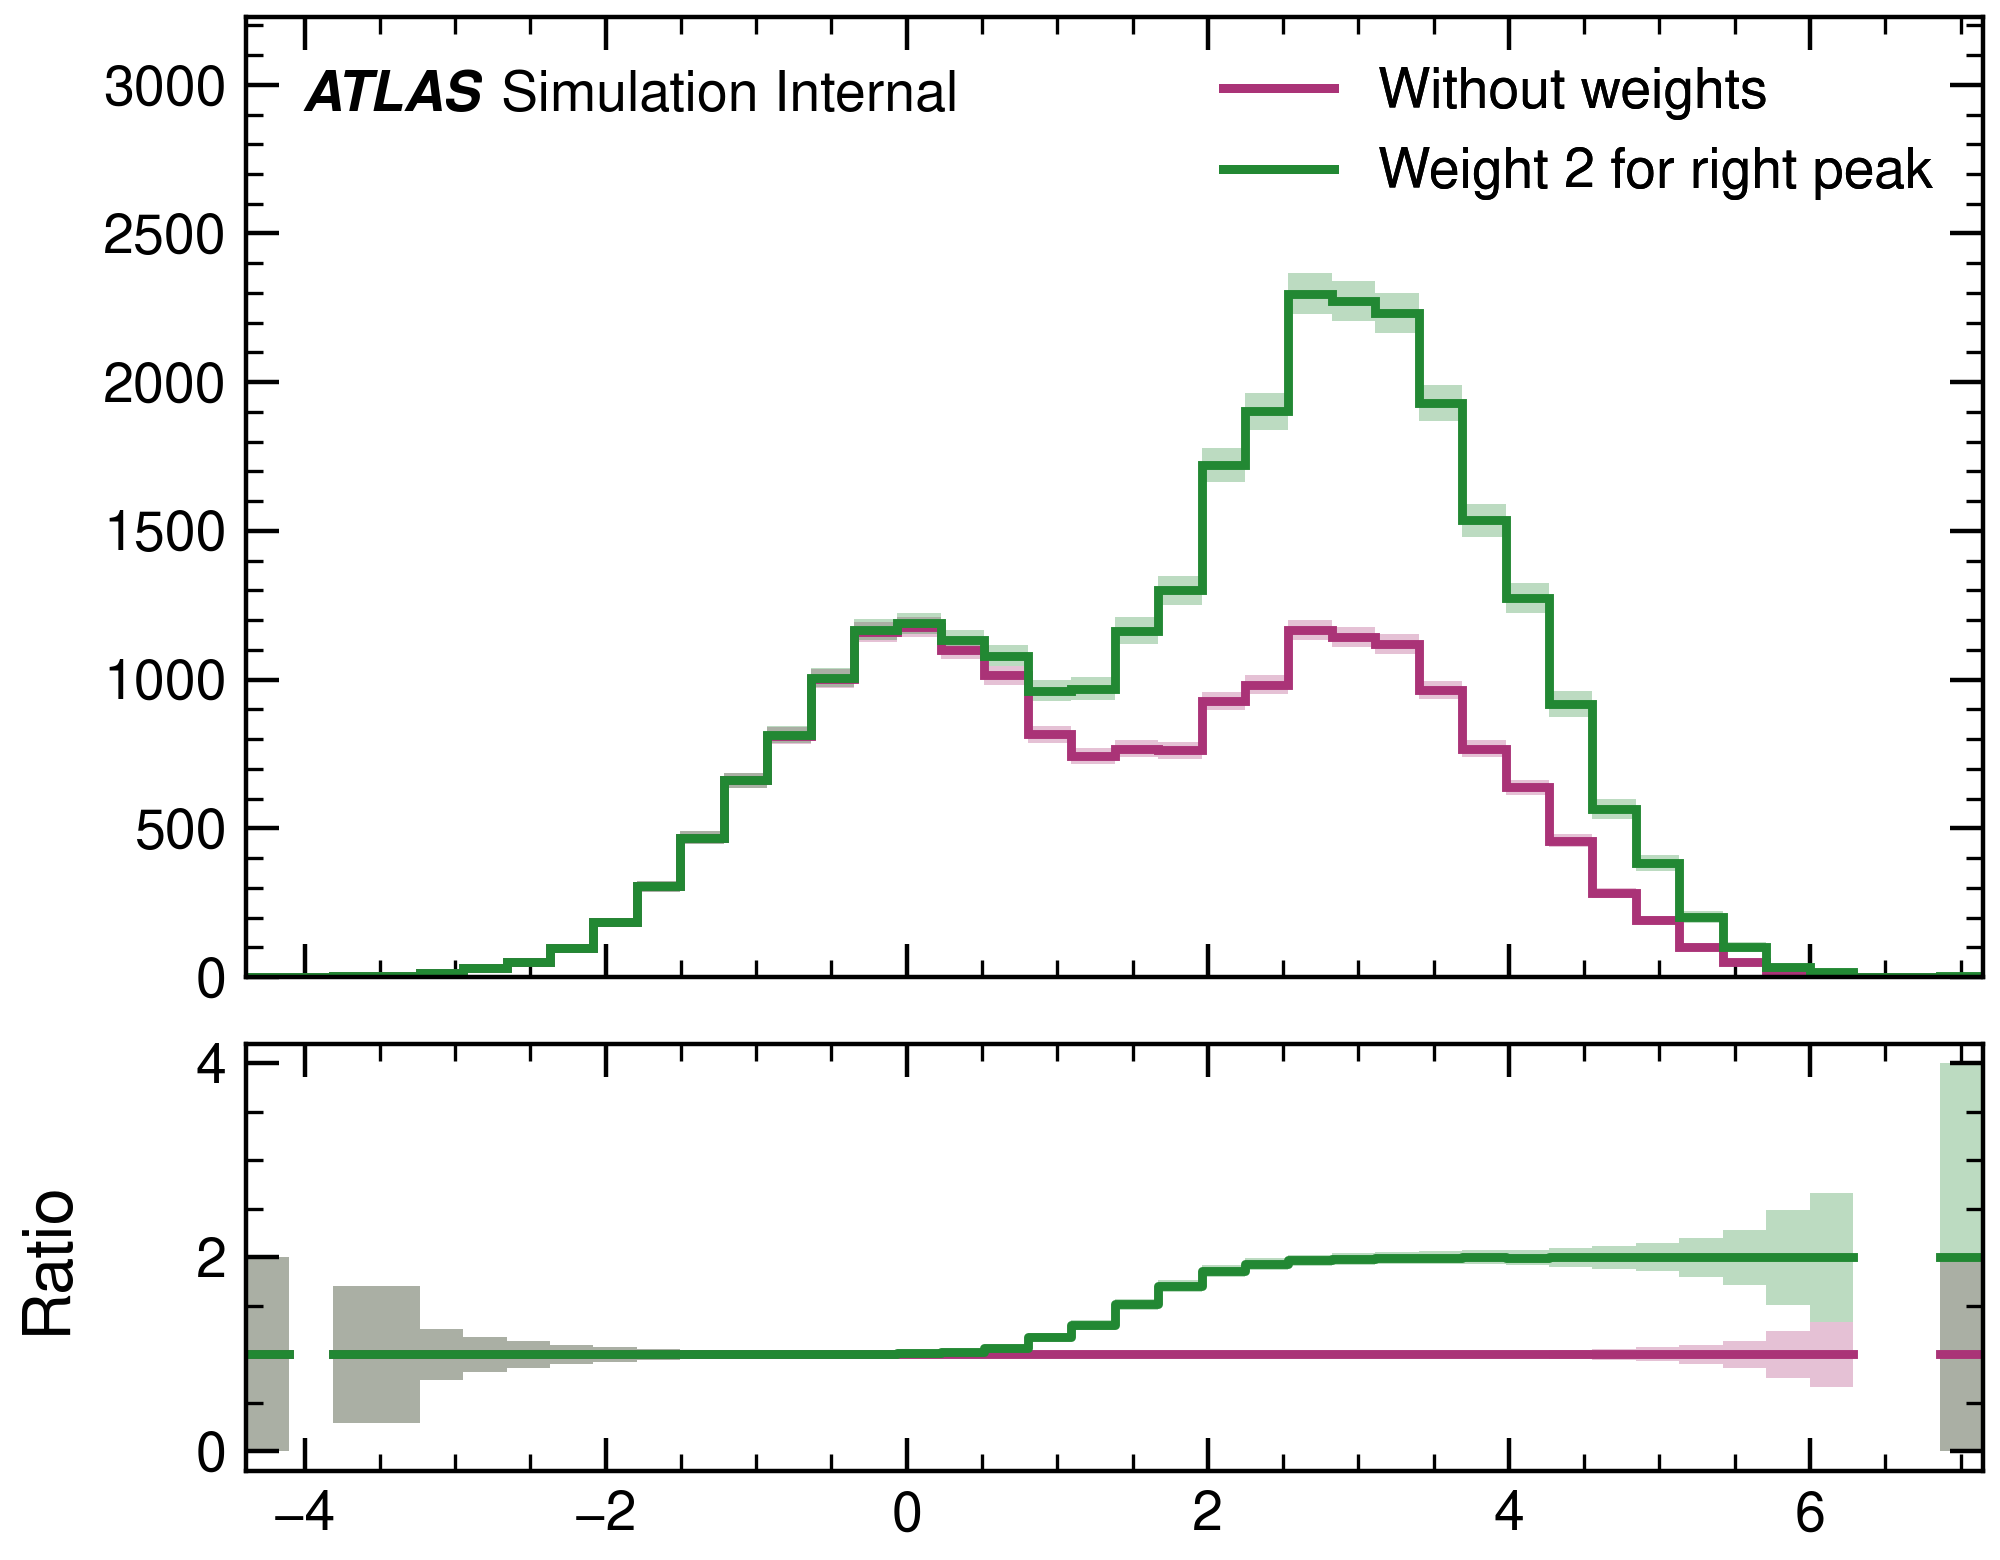 ATLAS Simulation Internal
Without weights
Weight 2 for right peak
3000
2500
2000
1500
1000
500
0
Ratio
4
2
0
−4 −2 0 2 4 6